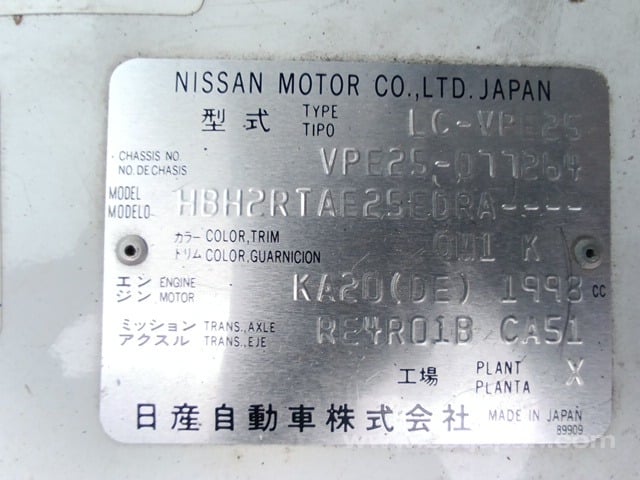 NISSAN MOTOR CO.,LTD. JAPAN
型式 TYPE TIPO LC-VPE25
CHASSIS NO. NO. DE CHASIS VPE25-077264
MODEL MODELO HBH2RTAE25EDRA----
カラー COLOR,TRIM トリム COLOR,GUARNICION QM1 K
エンジン ENGINE MOTOR KA20(DE) 1998 CC
ミッション TRANS.,AXLE アクスル TRANS.,EJE RE4R01B CA51
工場 PLANT PLANTA X
日産自動車株式会社 MADE IN JAPAN
89909